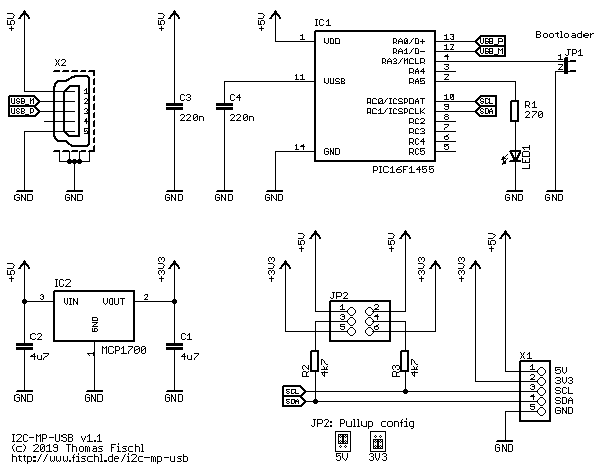 +5V
X2
1
2
3
4
5
USB_M
USB_P
GND
GND
+5V
C3
220n
GND
C4
220n
GND
+5V
IC1
1 VDD
11 VUSB
14 GND
GND
RA0/D+ 13 USB_P
RA1/D- 12 USB_M
RA3/MCLR 4
RA4 3
RA5 2
RC0/ICSPDAT 10 SCL
RC1/ICSPCLK 9 SDA
RC2 8
RC3 7
RC4 6
RC5 5
PIC16F1455
Bootloader
JP1
1
2
R1
270
LED1
GND
GND
+5V
+3V3
IC2
3 VIN VOUT 2
GND
1
MCP1700
C2
4u7
C1
4u7
GND
GND
GND
+3V3
+5V
+5V
+3V3
JP2
1 2
3 4
5 6
R2
4k7
R3
4k7
SCL
SDA
+3V3
+5V
X1
1 5V
2 3V3
3 SCL
4 SDA
5 GND
GND
JP2: Pullup config
5V 3V3
I2C-MP-USB v1.1
(c) 2019 Thomas Fischl
http://www.fischl.de/i2c-mp-usb